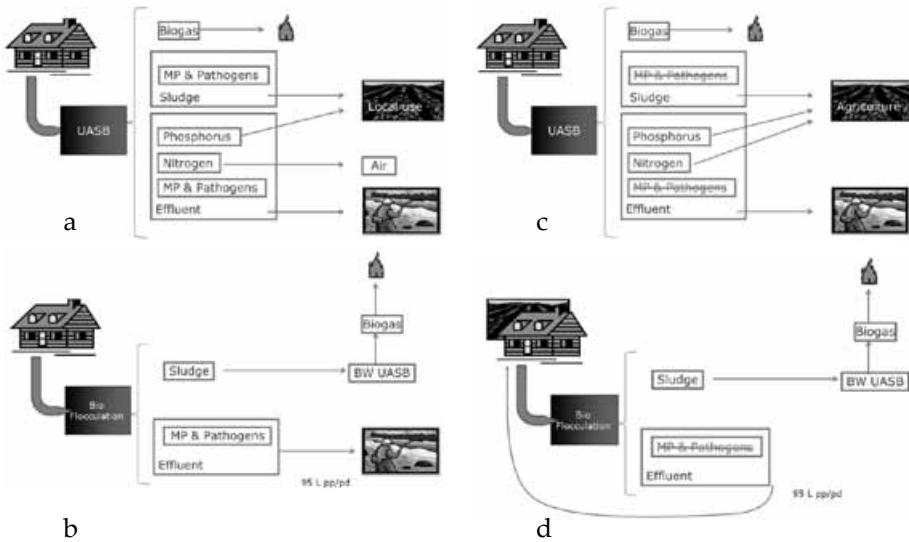 Biogas
MP & Pathogens
Sludge
UASB
Local use
Phosphorus
Nitrogen
Air
MP & Pathogens
Effluent
a
Biogas
MP & Pathogens
Sludge
UASB
Agriculture
Phosphorus
Nitrogen
MP & Pathogens
Effluent
c
Biogas
Sludge
BW UASB
Bio
Flocculation
MP & Pathogens
Effluent
95 L pp/pd
b
Biogas
Sludge
BW UASB
Bio
Flocculation
MP & Pathogens
Effluent
95 L pp/pd
d